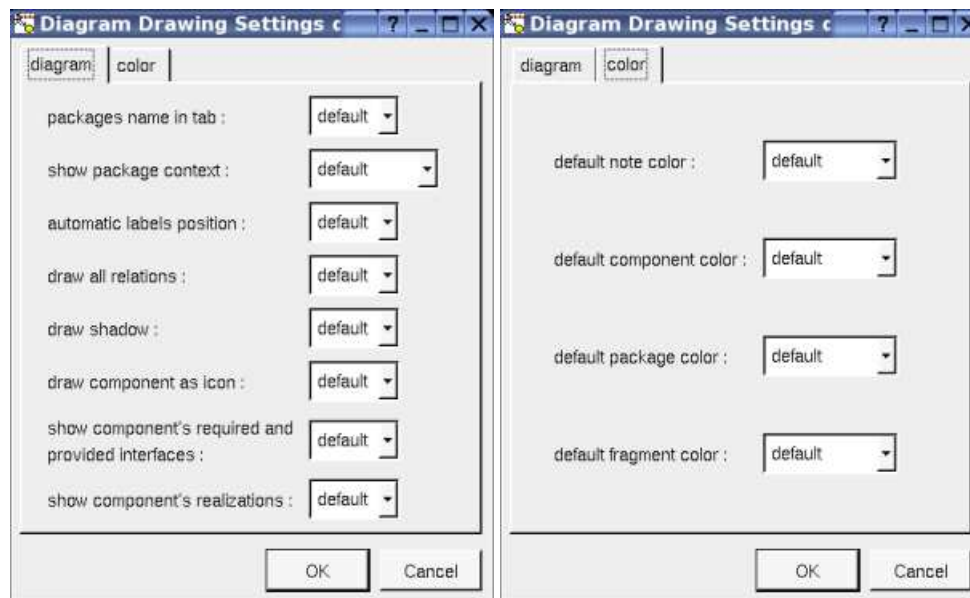 Diagram Drawing Settings c ?
diagram color
packages name in tab : default
show package context : default
automatic labels position : default
draw all relations : default
draw shadow : default
draw component as icon : default
show component's required and
provided interfaces : default
show component's realizations : default
OK Cancel
Diagram Drawing Settings c ?
diagram color
default note color : default
default component color : default
default package color : default
default fragment color : default
OK Cancel